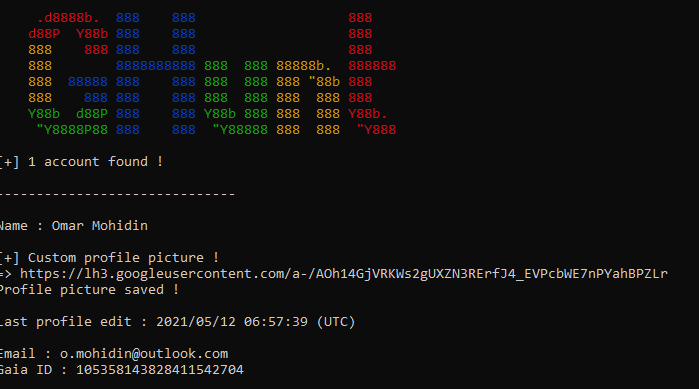 .d8888b.  888    888                   888
d88P  Y88b 888    888                   888
888    888 888    888                   888
888        8888888888 888  888 88888b.  888888
888  88888 888    888 888  888 888 "88b 888
888    888 888    888 888  888 888  888 888
Y88b  d88P 888    888 Y88b 888 888  888 Y88b.
 "Y8888P88 888    888  "Y88888 888  888  "Y888
[+] 1 account found !
------------------------------
Name : Omar Mohidin
[+] Custom profile picture !
=> https://lh3.googleusercontent.com/a-/AOh14GjVRKWs2gUXZN3RErfJ4_EVPcbWE7nPYahBPZLr
Profile picture saved !
Last profile edit : 2021/05/12 06:57:39 (UTC)
Email : o.mohidin@outlook.com
Gaia ID : 105358143828411542704